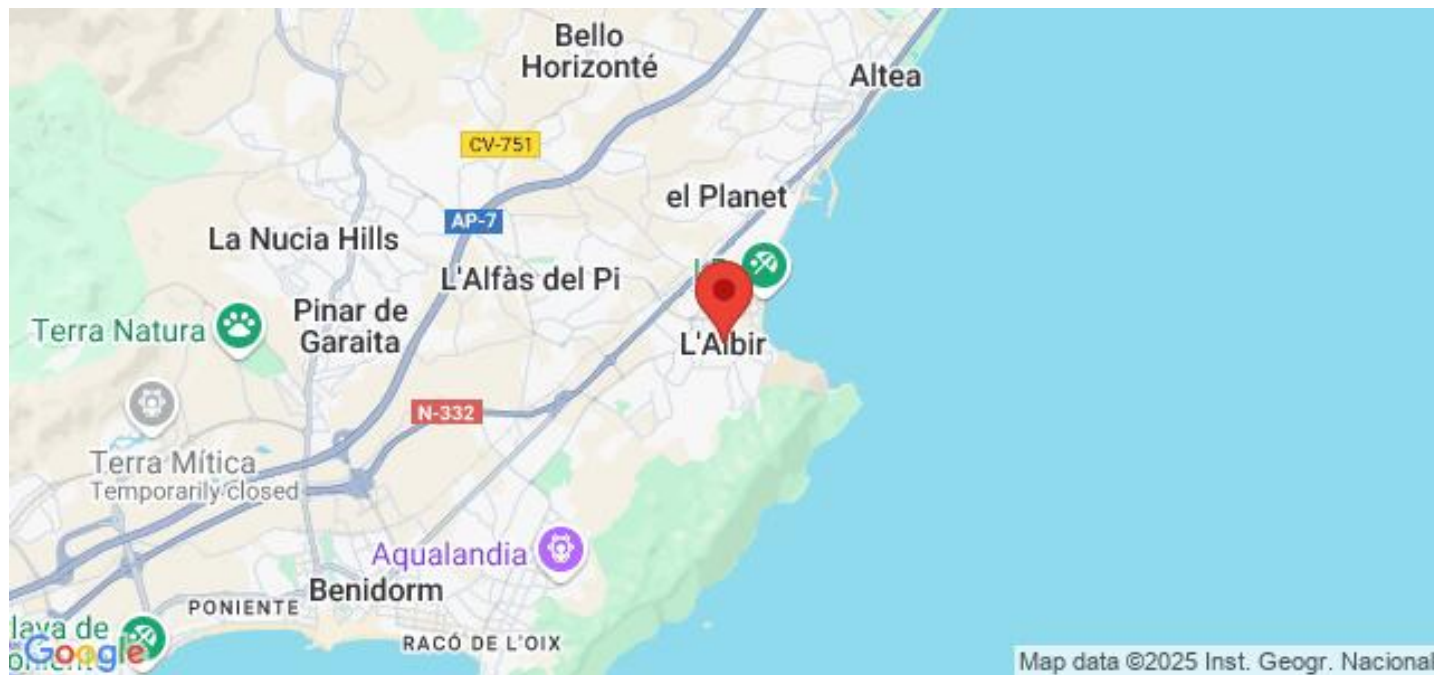 Bello
Horizonté
Altea
CV-751
el Planet
AP-7
La Nucia Hills
L'Alfàs del Pi
Pinar de
Garaita
Terra Natura
L'Albir
N-332
Terra Mítica
Temporarily closed
Aqualandia
Benidorm
PONIENTE
RACÓ DE L'OIX
laya de
Google
Map data ©2025 Inst. Geogr. Nacional